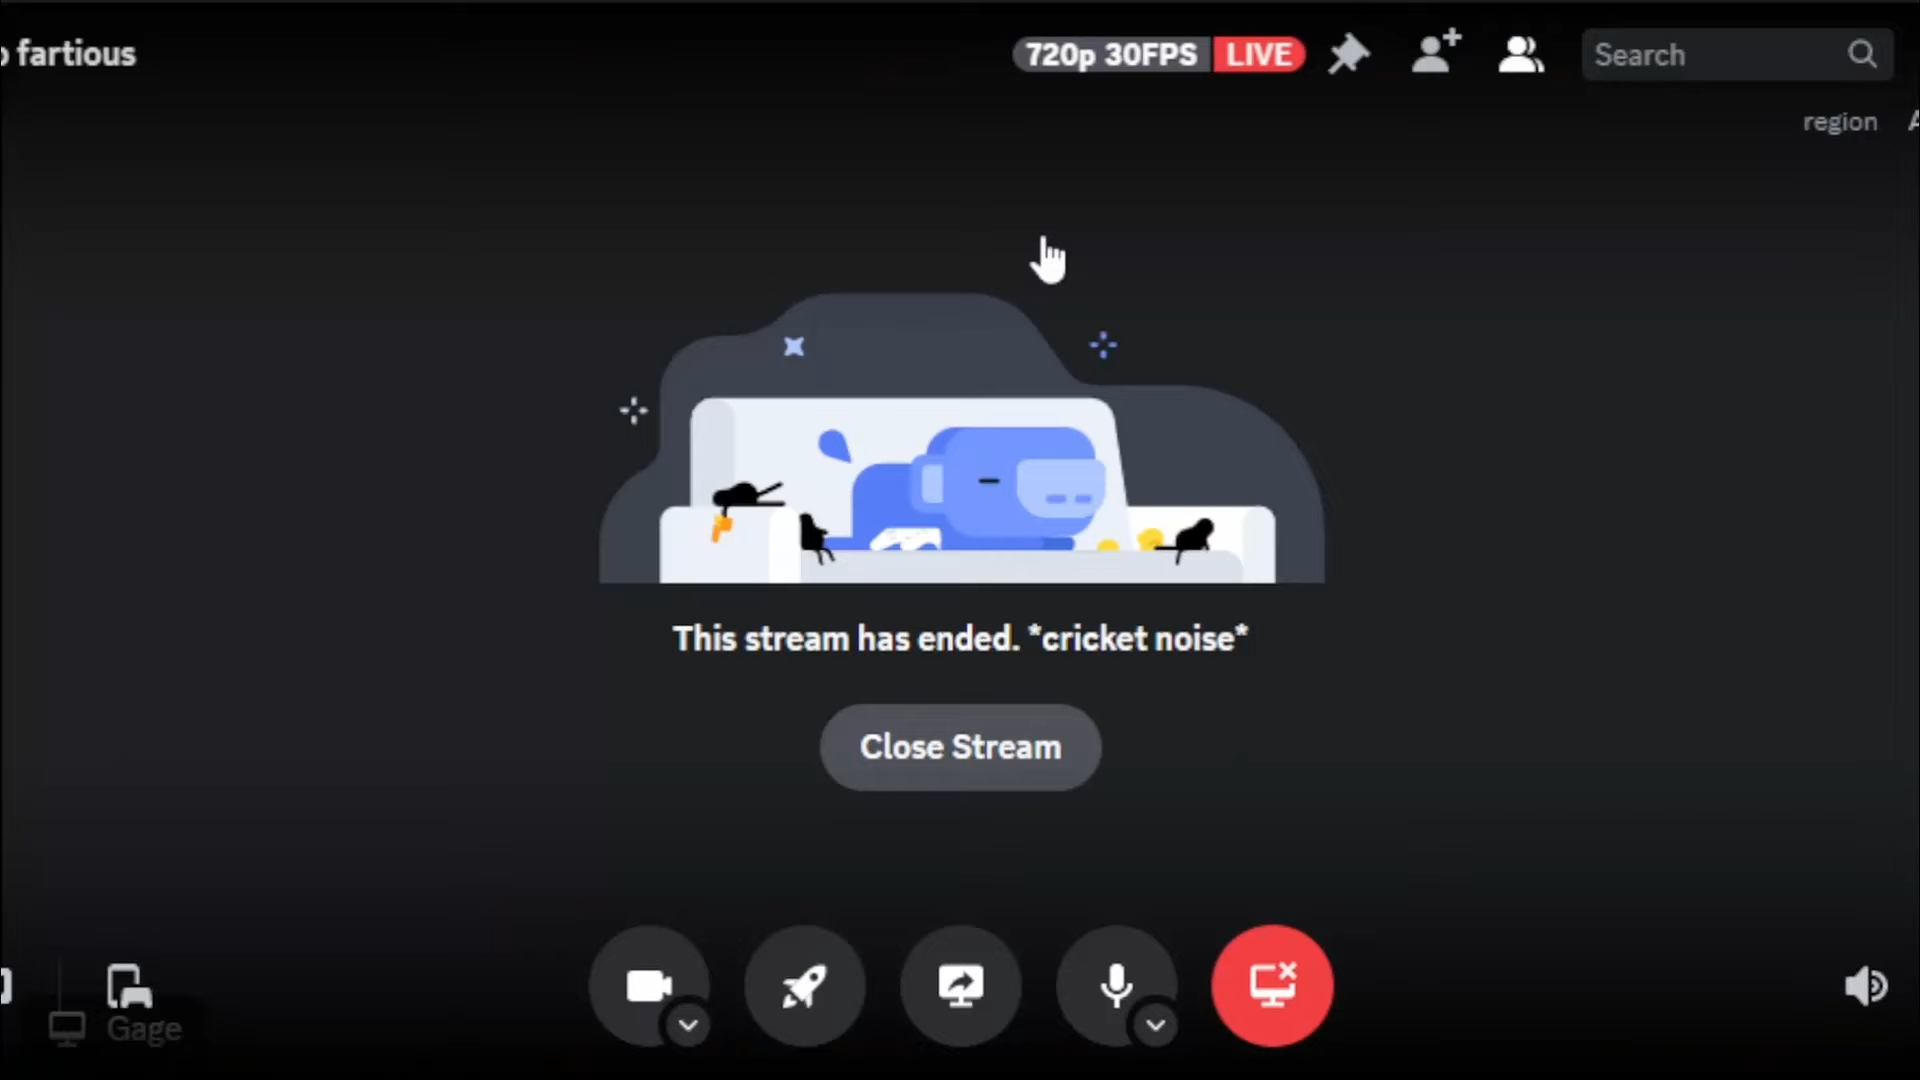 fartious
720p 30FPS LIVE
Search
region
This stream has ended. *cricket noise*
Close Stream
Gage